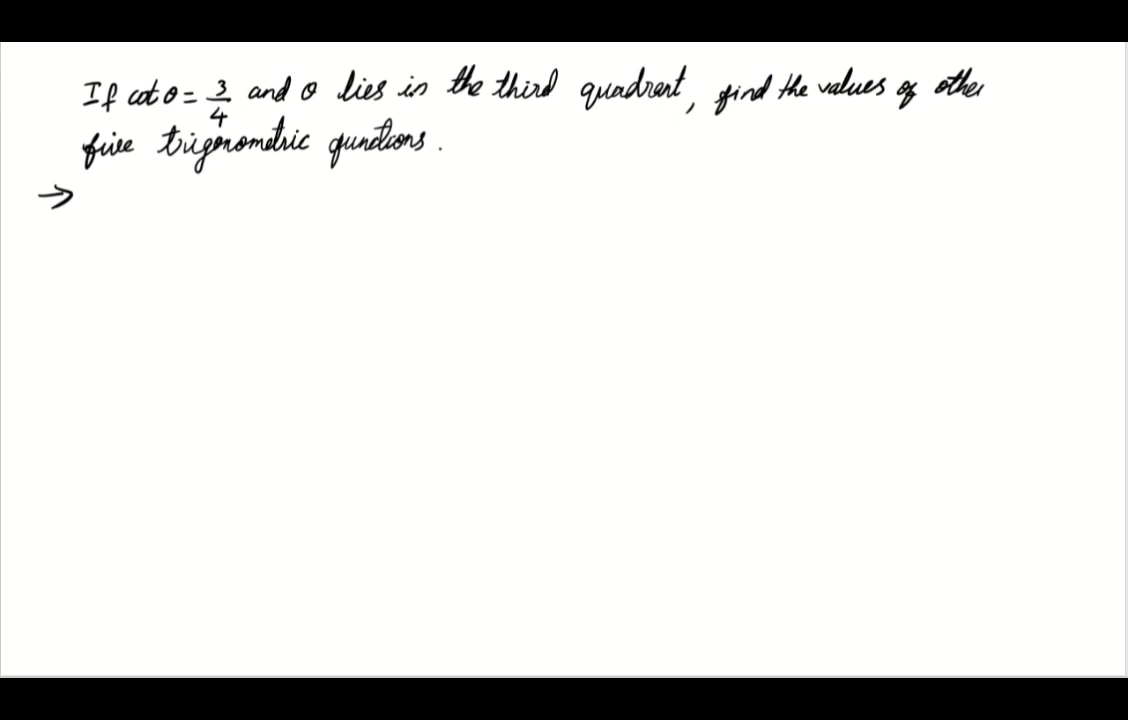 If cot θ = 3/4 and θ lies in the third quadrant, find the values of other
five trigonometric functions.
→